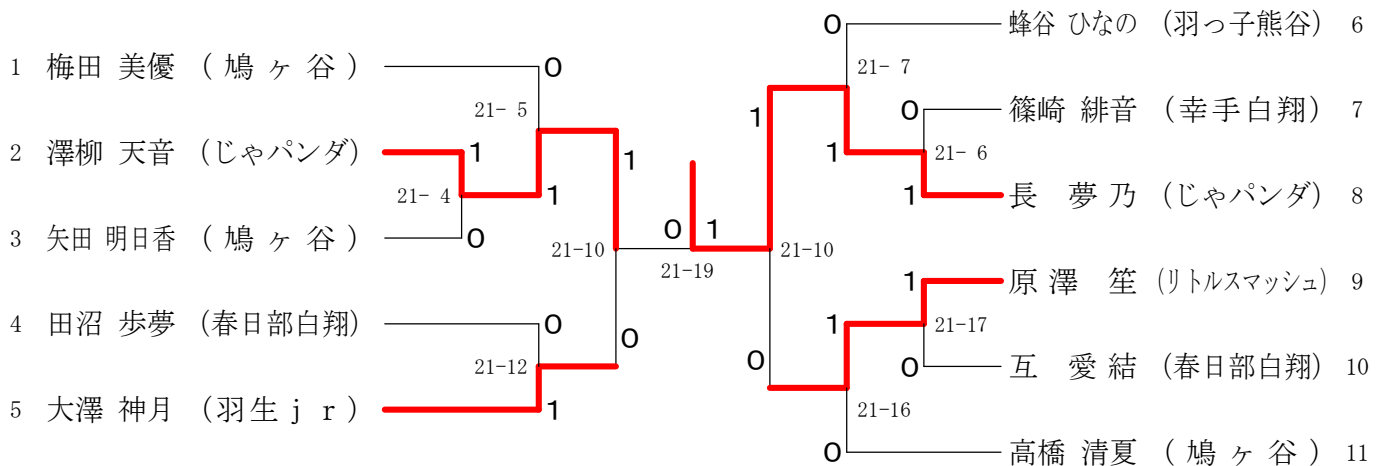 1 梅田 美優 (鳩ヶ谷)
2 澤柳 天音 (じゃパンダ)
3 矢田 明日香 (鳩ヶ谷)
4 田沼 歩夢 (春日部白翔)
5 大澤 神月 (羽生jr)
0
21- 5
1
21- 4
1
0
1
21-10
0
21-12
1
0
0
1
21-19
0
21- 7
1
0
21- 6
1
1
21-10
1
21-17
1
0
0
21-16
0
蜂谷 ひなの (羽っ子熊谷) 6
篠崎 緋音 (幸手白翔) 7
長 夢乃 (じゃパンダ) 8
原澤 笙 (リトルスマッシュ) 9
互 愛結 (春日部白翔) 10
高橋 清夏 (鳩ヶ谷) 11